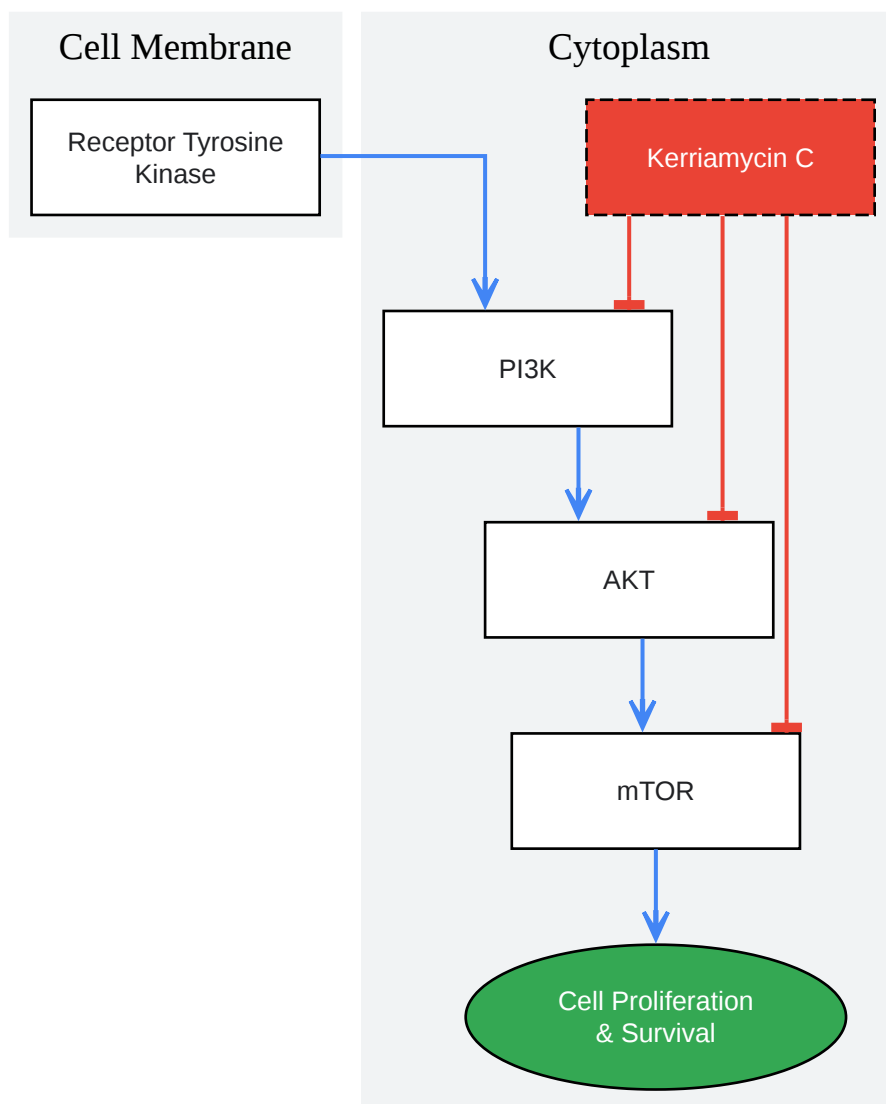 Cell Membrane
Cytoplasm
Receptor Tyrosine
Kinase
Kerriamycin C
PI3K
AKT
mTOR
Cell Proliferation
& Survival